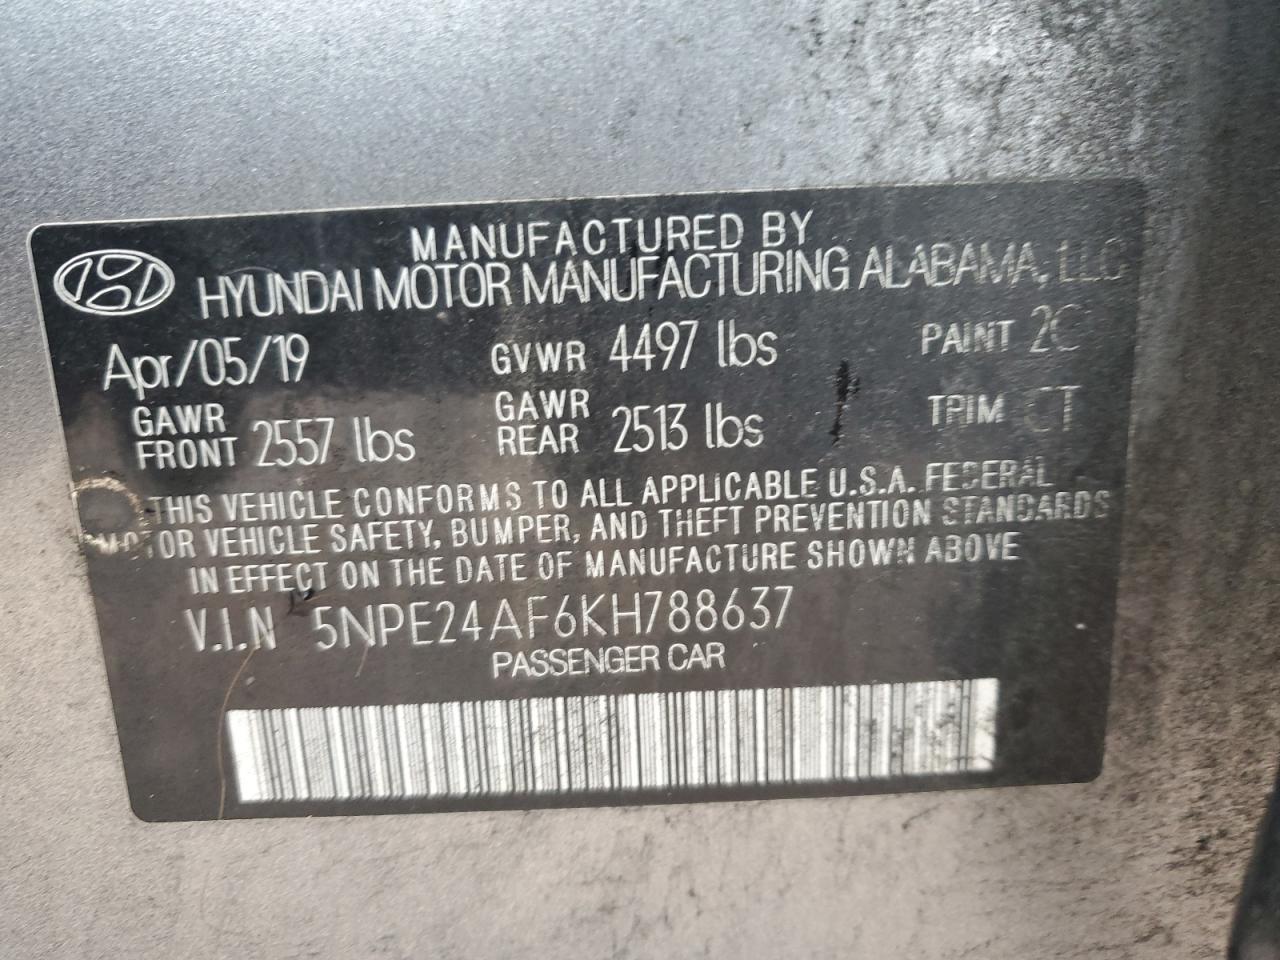 MANUFACTURED BY
HYUNDAI MOTOR MANUFACTURING ALABAMA, LLC
Apr/05/19 GVWR 4497 lbs PAINT
GAWR FRONT 2557 lbs GAWR REAR 2513 lbs TRIM CT
THIS VEHICLE CONFORMS TO ALL APPLICABLE U.S.A. FEDERAL
MOTOR VEHICLE SAFETY, BUMPER, AND THEFT PREVENTION STANDARDS
IN EFFECT ON THE DATE OF MANUFACTURE SHOWN ABOVE
V.I.N 5NPE24AF6KH788637
PASSENGER CAR